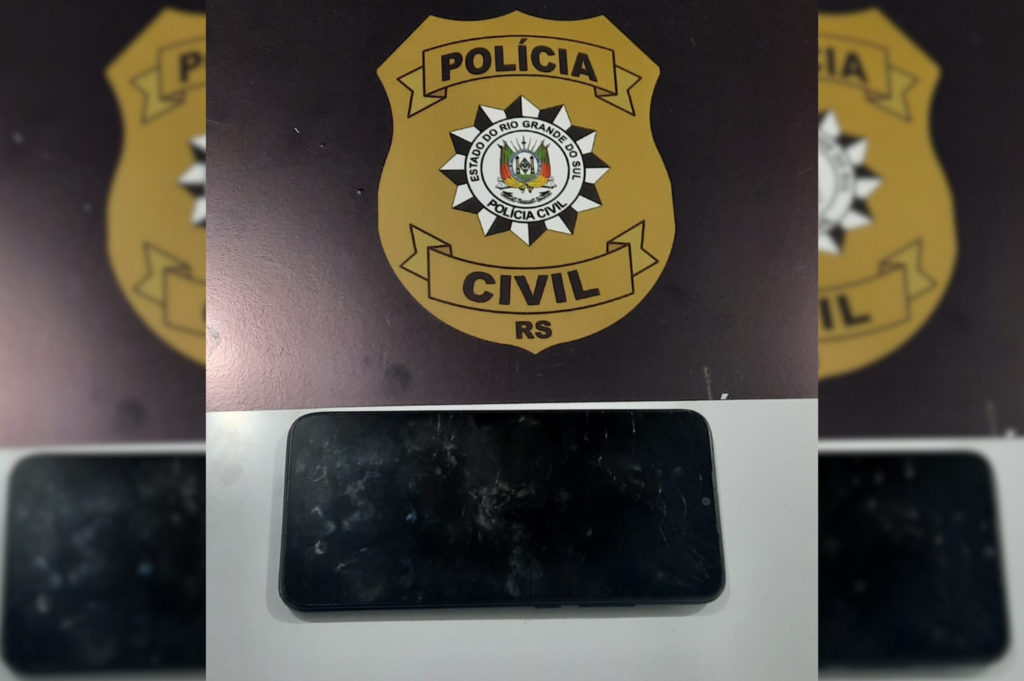 POLÍCIA
ESTADO DO RIO GRANDE DO SUL
POLÍCIA CIVIL
CIVIL
RS